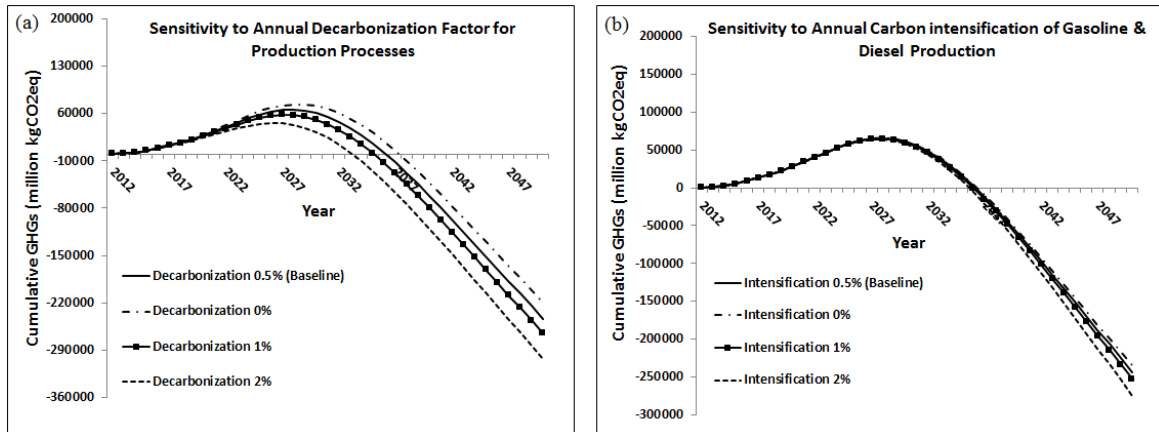 (a)
Sensitivity to Annual Decarbonization Factor for
Production Processes
Cumulative GHGs (million kgCO2eq)
200000
130000
60000
-10000
-80000
-150000
-220000
-290000
-360000
2012
2017
2022
2027
2032
2037
2042
2047
Year
Decarbonization 0.5% (Baseline)
Decarbonization 0%
Decarbonization 1%
Decarbonization 2%
(b)
Sensitivity to Annual Carbon intensification of Gasoline &
Diesel Production
Cumulative GHGs (million kgCO2eq)
200000
150000
100000
50000
0
-50000
-100000
-150000
-200000
-250000
-300000
2012
2017
2022
2027
2032
2042
2047
Year
Intensification 0.5% (Baseline)
Intensification 0%
Intensification 1%
Intensification 2%